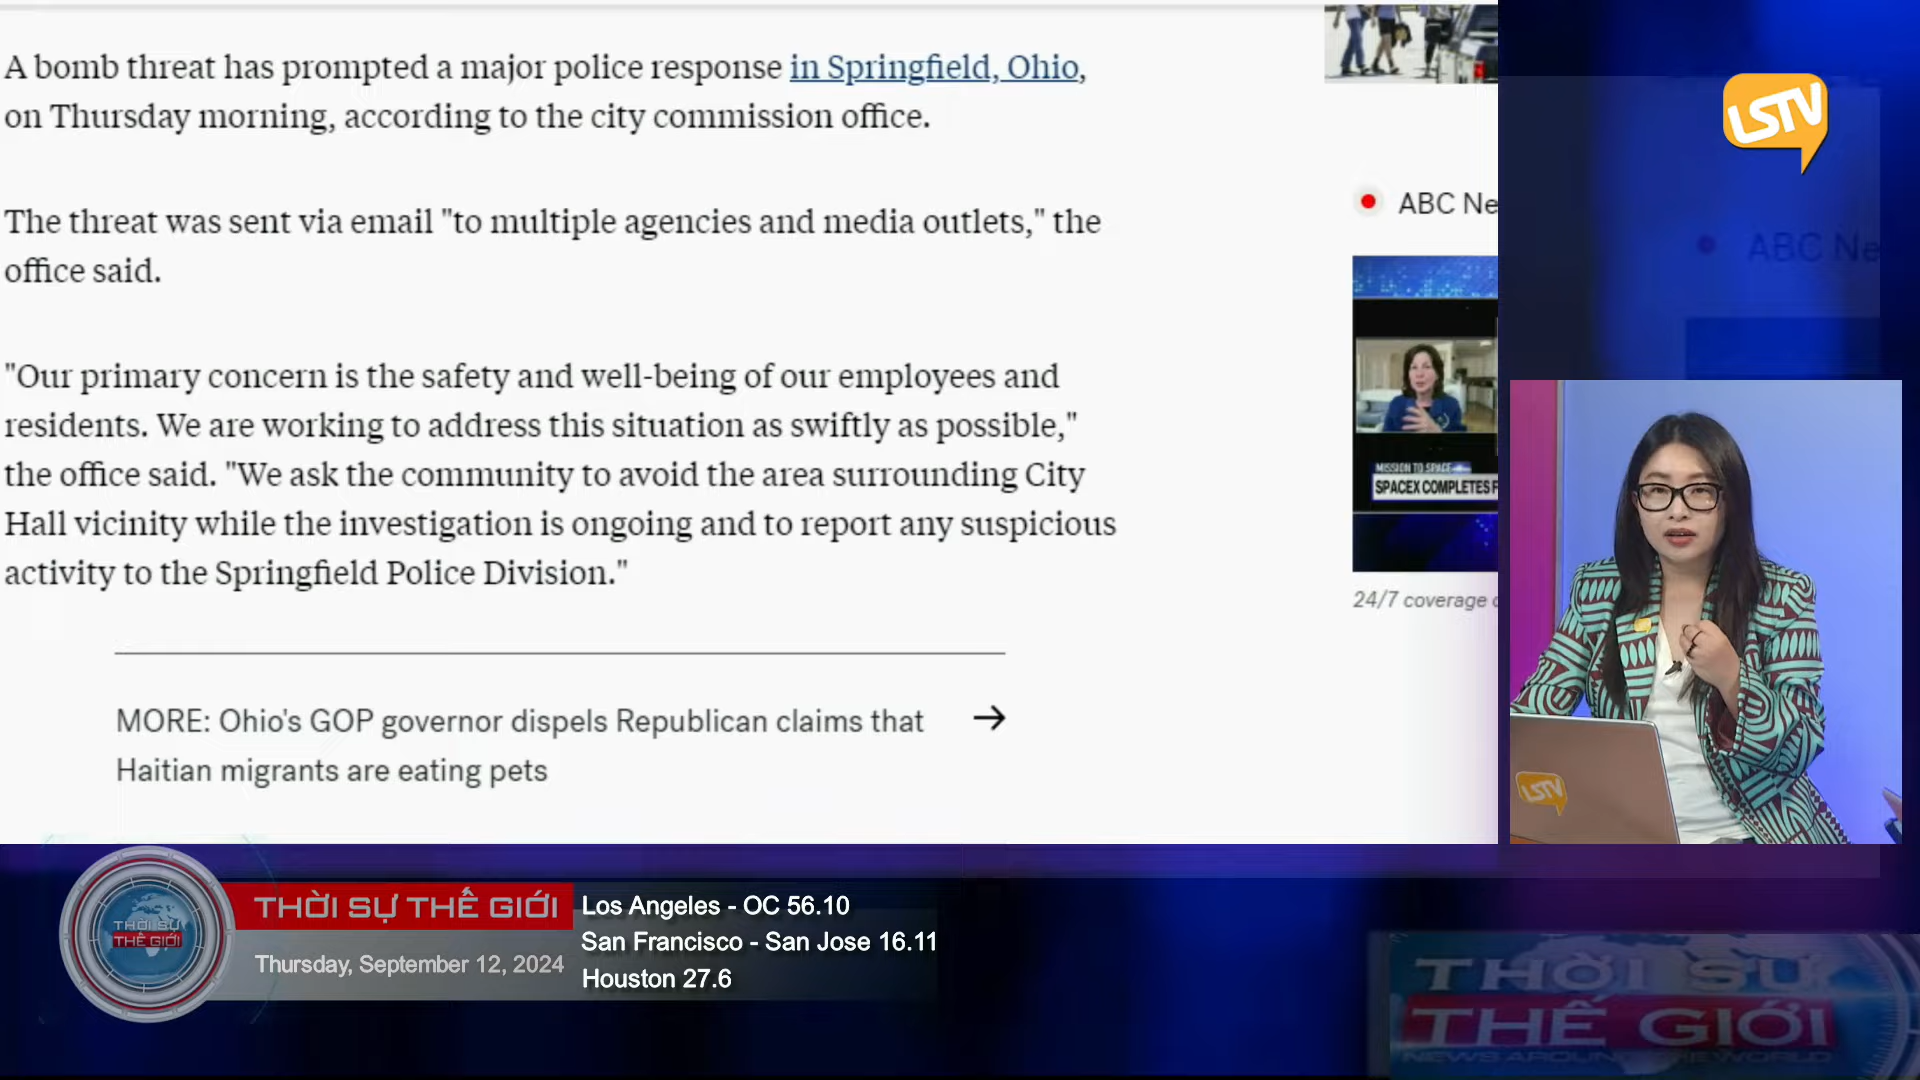 A bomb threat has prompted a major police response in Springfield, Ohio,
on Thursday morning, according to the city commission office.
The threat was sent via email "to multiple agencies and media outlets," the
office said.
"Our primary concern is the safety and well-being of our employees and
residents. We are working to address this situation as swiftly as possible,"
the office said. "We ask the community to avoid the area surrounding City
Hall vicinity while the investigation is ongoing and to report any suspicious
activity to the Springfield Police Division."
MORE: Ohio's GOP governor dispels Republican claims that
Haitian migrants are eating pets
ABC Ne
MISSION TO SPACE
SPACEX COMPLETES F
24/7 coverage
LSTV
ABC Ne
LSTV
THỜI SỰ
THẾ GIỚI
THỜI SỰ THẾ GIỚI
Thursday, September 12, 2024
Los Angeles - OC 56.10
San Francisco - San Jose 16.11
Houston 27.6
THỜI SỰ
THẾ GIỚI
NEWS AROUND THE WORLD